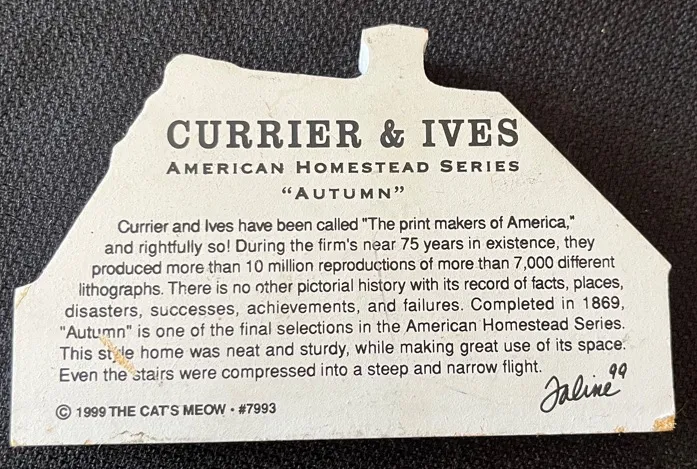 CURRIER & IVES
AMERICAN HOMESTEAD SERIES
"AUTUMN"
Currier and Ives have been called "The print makers of America,"
and rightfully so! During the firm's near 75 years in existence, they
produced more than 10 million reproductions of more than 7,000 different
lithographs. There is no other pictorial history with its record of facts, places,
disasters, successes, achievements, and failures. Completed in 1869,
"Autumn" is one of the final selections in the American Homestead Series.
This style home was neat and sturdy, while making great use of its space.
Even the stairs were compressed into a steep and narrow flight.
Faline 99
© 1999 THE CAT'S MEOW • #7993